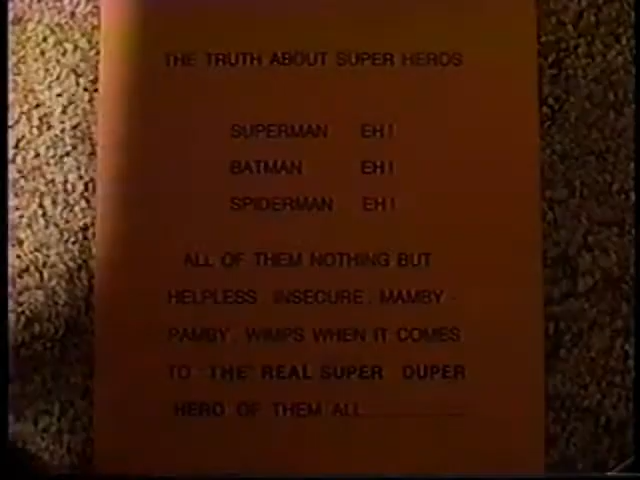 THE TRUTH ABOUT SUPER HEROS
SUPERMAN EH!
BATMAN EH!
SPIDERMAN EH!
ALL OF THEM NOTHING BUT
HELPLESS, INSECURE, MAMBY-
PAMBY, WIMPS WHEN IT COMES
TO "THE" REAL SUPER DUPER
HERO OF THEM ALL